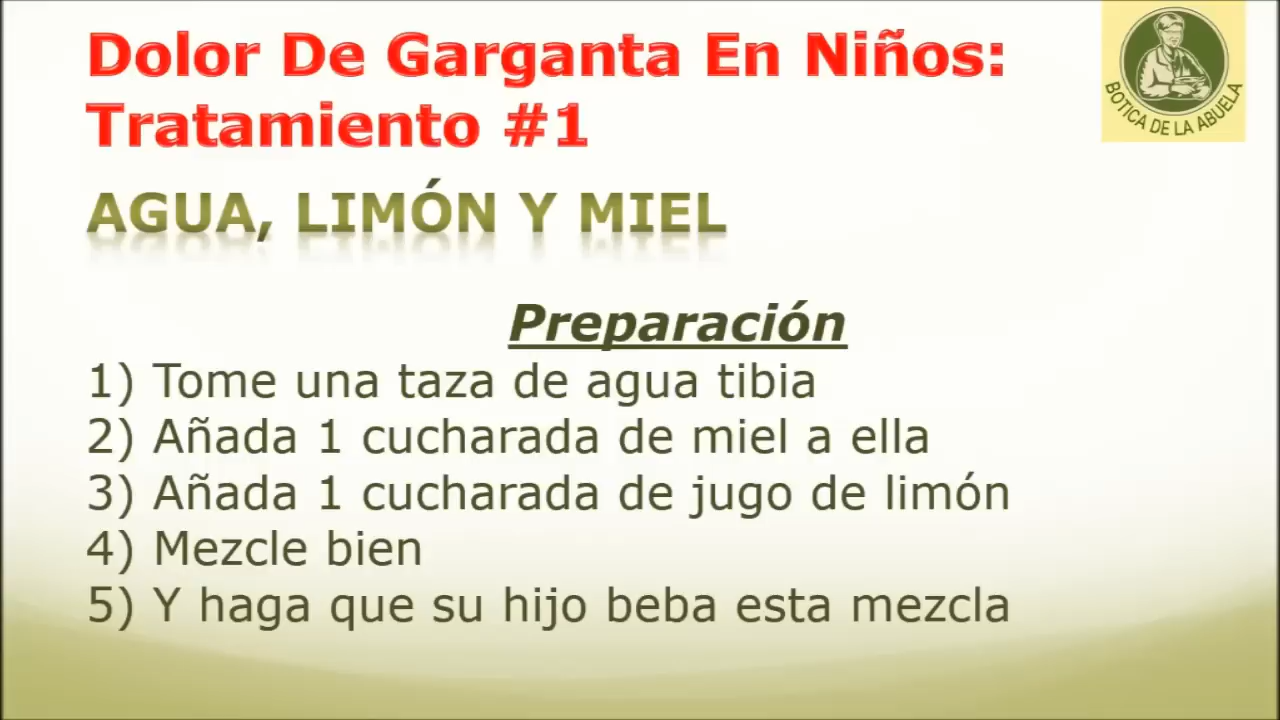 Dolor De Garganta En Niños:
Tratamiento #1
BOTICA DE LA ABUELA
AGUA, LIMÓN Y MIEL
Preparación
1) Tome una taza de agua tibia
2) Añada 1 cucharada de miel a ella
3) Añada 1 cucharada de jugo de limón
4) Mezcle bien
5) Y haga que su hijo beba esta mezcla